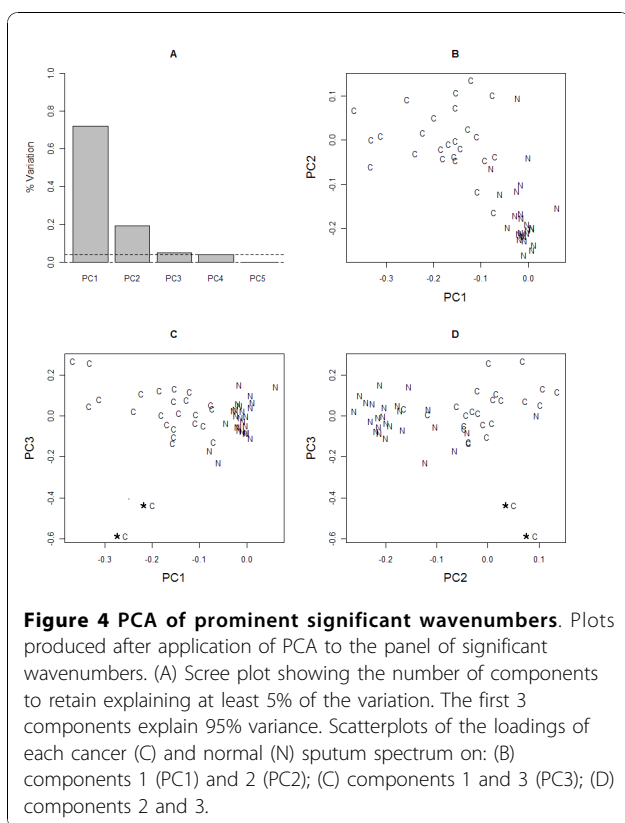 A
% Variation
1.0
0.8
0.6
0.4
0.2
0.0
PC1 PC2 PC3 PC4 PC5
B
PC2
0.1
0.0
-0.1
-0.2
-0.3 -0.2 -0.1 0.0
PC1
C
PC3
0.2
0.0
-0.2
-0.4
-0.6
* C
* C
-0.3 -0.2 -0.1 0.0
PC1
D
PC3
0.2
0.0
-0.2
-0.4
-0.6
* C
* C
-0.2 -0.1 0.0 0.1
PC2
Figure 4 PCA of prominent significant wavenumbers. Plots
produced after application of PCA to the panel of significant
wavenumbers. (A) Scree plot showing the number of components
to retain explaining at least 5% of the variation. The first 3
components explain 95% variance. Scatterplots of the loadings of
each cancer (C) and normal (N) sputum spectrum on: (B)
components 1 (PC1) and 2 (PC2); (C) components 1 and 3 (PC3); (D)
components 2 and 3.